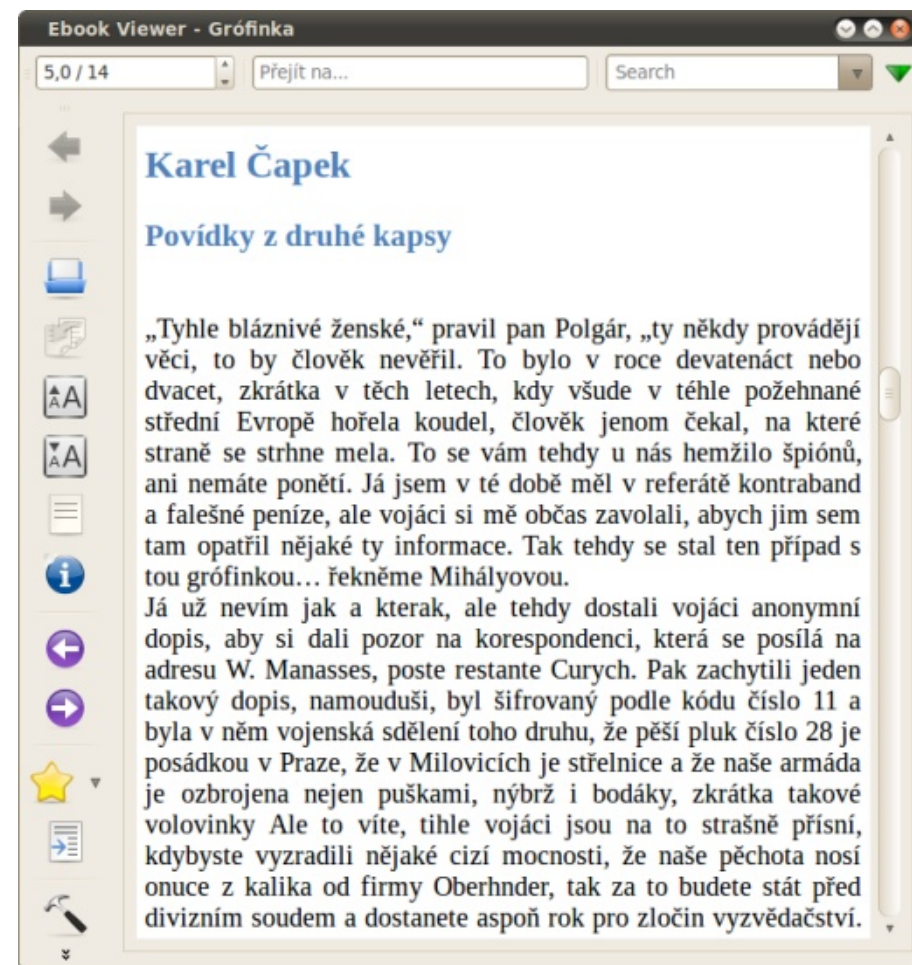 Ebook Viewer - Grófinka
5,0 / 14
Přejít na...
Search
Karel Čapek
Povídky z druhé kapsy
„Tyhle bláznivé ženské,“ pravil pan Polgár, „ty někdy provádějí
věci, to by člověk nevěřil. To bylo v roce devatenáct nebo
dvacet, zkrátka v těch letech, kdy všude v téhle požehnané
střední Evropě hořela koudel, člověk jenom čekal, na které
straně se strhne mela. To se vám tehdy u nás hemžilo špiónů,
ani nemáte ponětí. Já jsem v té době měl v referátě kontraband
a falešné peníze, ale vojáci si mě občas zavolali, abych jim sem
tam opatřil nějaké ty informace. Tak tehdy se stal ten případ s
tou grófinkou… řekněme Mihályovou.
Já už nevím jak a kterak, ale tehdy dostali vojáci anonymní
dopis, aby si dali pozor na korespondenci, která se posílá na
adresu W. Manasses, poste restante Curych. Pak zachytili jeden
takový dopis, namouduši, byl šifrovaný podle kódu číslo 11 a
byla v něm vojenská sdělení toho druhu, že pěší pluk číslo 28 je
posádkou v Praze, že v Milovicích je střelnice a že naše armáda
je ozbrojena nejen puškami, nýbrž i bodáky, zkrátka takové
volovinky Ale to víte, tihle vojáci jsou na to strašně přísní,
kdybyste vyzradili nějaké cizí mocnosti, že naše pěchota nosí
onuce z kalika od firmy Oberhnder, tak za to budete stát před
divizním soudem a dostanete aspoň rok pro zločin vyzvědačství.